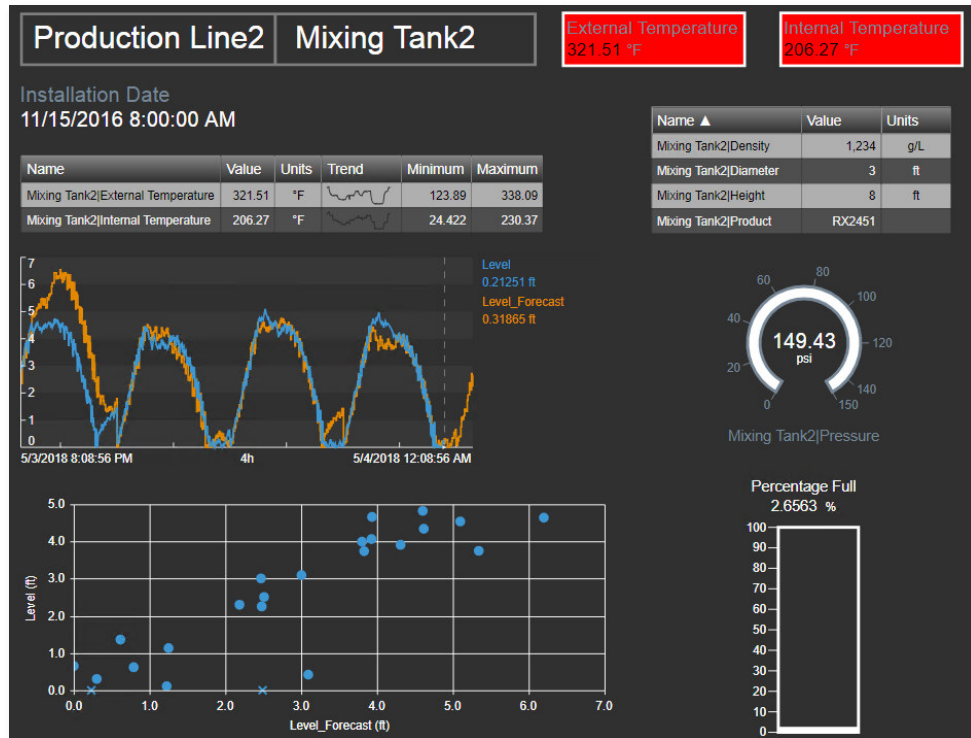 Production Line2
Mixing Tank2
External Temperature
321.51 °F
Internal Temperature
206.27 °F
Installation Date
11/15/2016 8:00:00 AM
Name Value Units Trend Minimum Maximum
Mixing Tank2|External Temperature 321.51 °F 123.89 338.09
Mixing Tank2|Internal Temperature 206.27 °F 24.422 230.37
Name ▲ Value Units
Mixing Tank2|Density 1,234 g/L
Mixing Tank2|Diameter 3 ft
Mixing Tank2|Height 8 ft
Mixing Tank2|Product RX2451
7
6
5
4
3
2
1
0
5/3/2018 8:08:56 PM 4h 5/4/2018 12:08:56 AM
Level
0.21251 ft
Level_Forecast
0.31865 ft
0
20
40
60
80
100
120
140
150
149.43
psi
Mixing Tank2|Pressure
5.0
4.0
3.0
2.0
1.0
0.0
Level (ft)
0.0 1.0 2.0 3.0 4.0 5.0 6.0 7.0
Level_Forecast (ft)
Percentage Full
2.6563 %
100
90
80
70
60
50
40
30
20
10
0